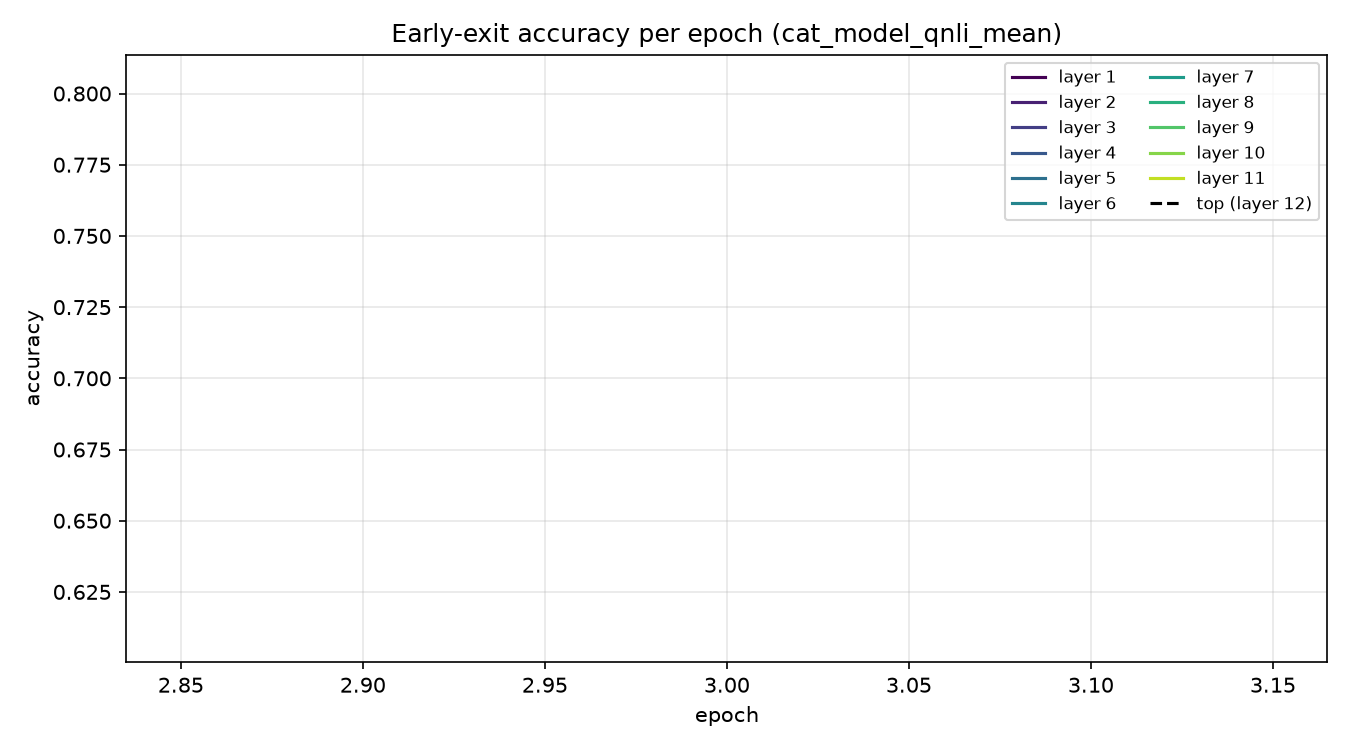 Early-exit accuracy per epoch (cat_model_qnli_mean)
layer 1
layer 2
layer 3
layer 4
layer 5
layer 6
layer 7
layer 8
layer 9
layer 10
layer 11
top (layer 12)
accuracy
0.800
0.775
0.750
0.725
0.700
0.675
0.650
0.625
2.85 2.90 2.95 3.00 3.05 3.10 3.15
epoch